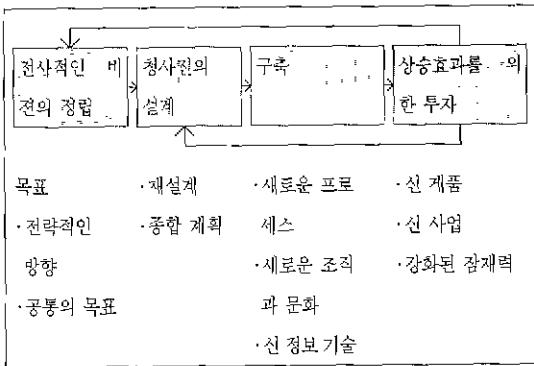 전사적인 비
전의 정립
청사진의
설계
구축
상승효과를 위
한 투자
목표
·전략적인
방향
·공통의 목표
·재설계
·종합 계획
·새로운 프로
세스
·새로운 조직
과 문화
·신 정보 기술
·신 제품
·신 사업
·강화된 잠재력